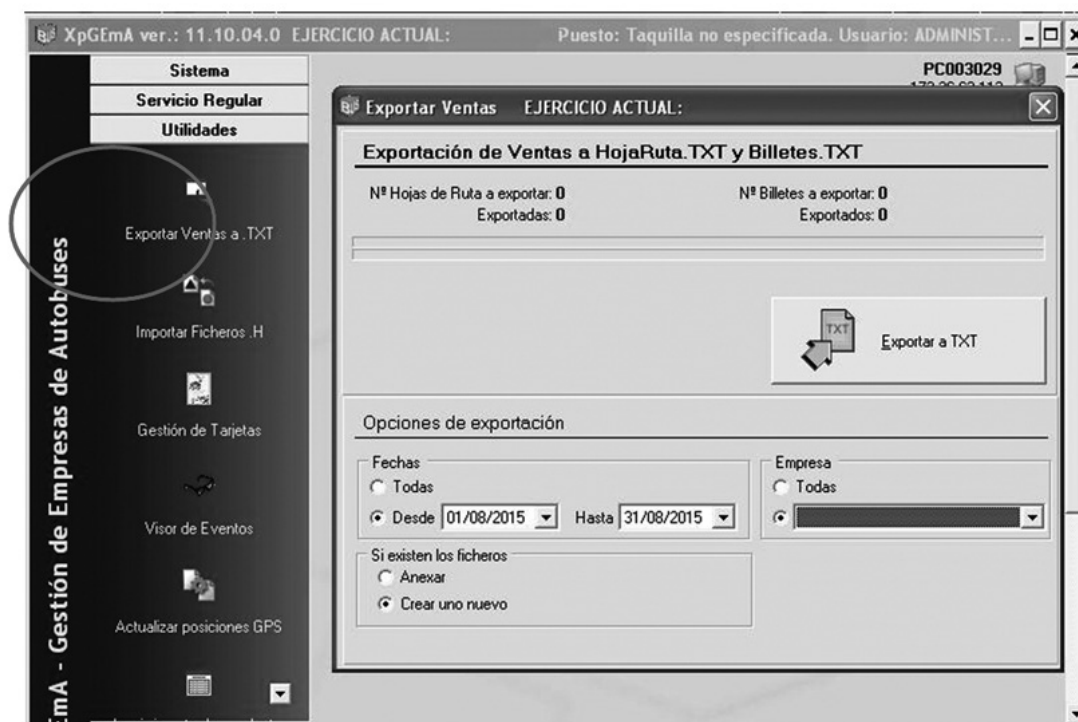 XpGEmA ver.: 11.10.04.0 EJERCICIO ACTUAL: Puesto: Taquilla no especificada. Usuario: ADMINIST...
Sistema
Servicio Regular
Utilidades
Exportar Ventas a .TXT
Importar Ficheros .H
Gestión de Tarjetas
Visor de Eventos
Actualizar posiciones GPS
EmA - Gestión de Empresas de Autobuses
PC003029
Exportar Ventas EJERCICIO ACTUAL:
Exportación de Ventas a HojaRuta.TXT y Billetes.TXT
Nº Hojas de Ruta a exportar: 0 Nº Billetes a exportar: 0
Exportadas: 0 Exportados: 0
TXT
Exportar a TXT
Opciones de exportación
Fechas
Todas
Desde 01/08/2015 Hasta 31/08/2015
Empresa
Todas
Si existen los ficheros
Anexar
Crear uno nuevo